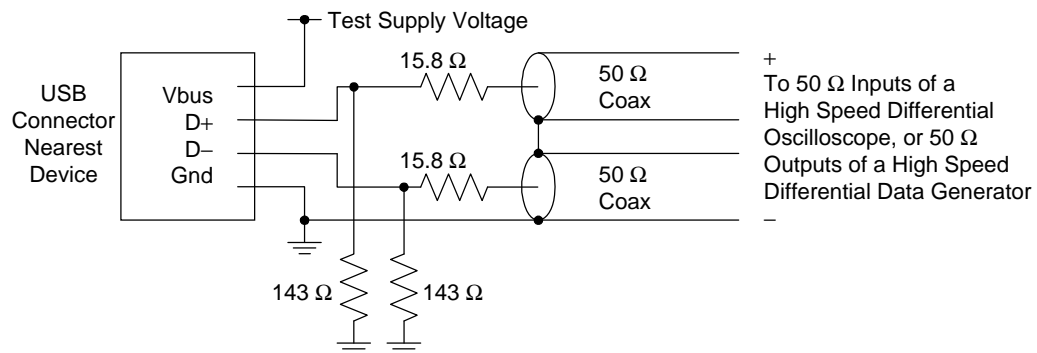 Test Supply Voltage
USB
Connector
Nearest
Device
Vbus
D+
D−
Gnd
15.8 Ω
50 Ω
Coax
15.8 Ω
50 Ω
Coax
143 Ω
143 Ω
+
To 50 Ω Inputs of a
High Speed Differential
Oscilloscope, or 50 Ω
Outputs of a High Speed
Differential Data Generator
−